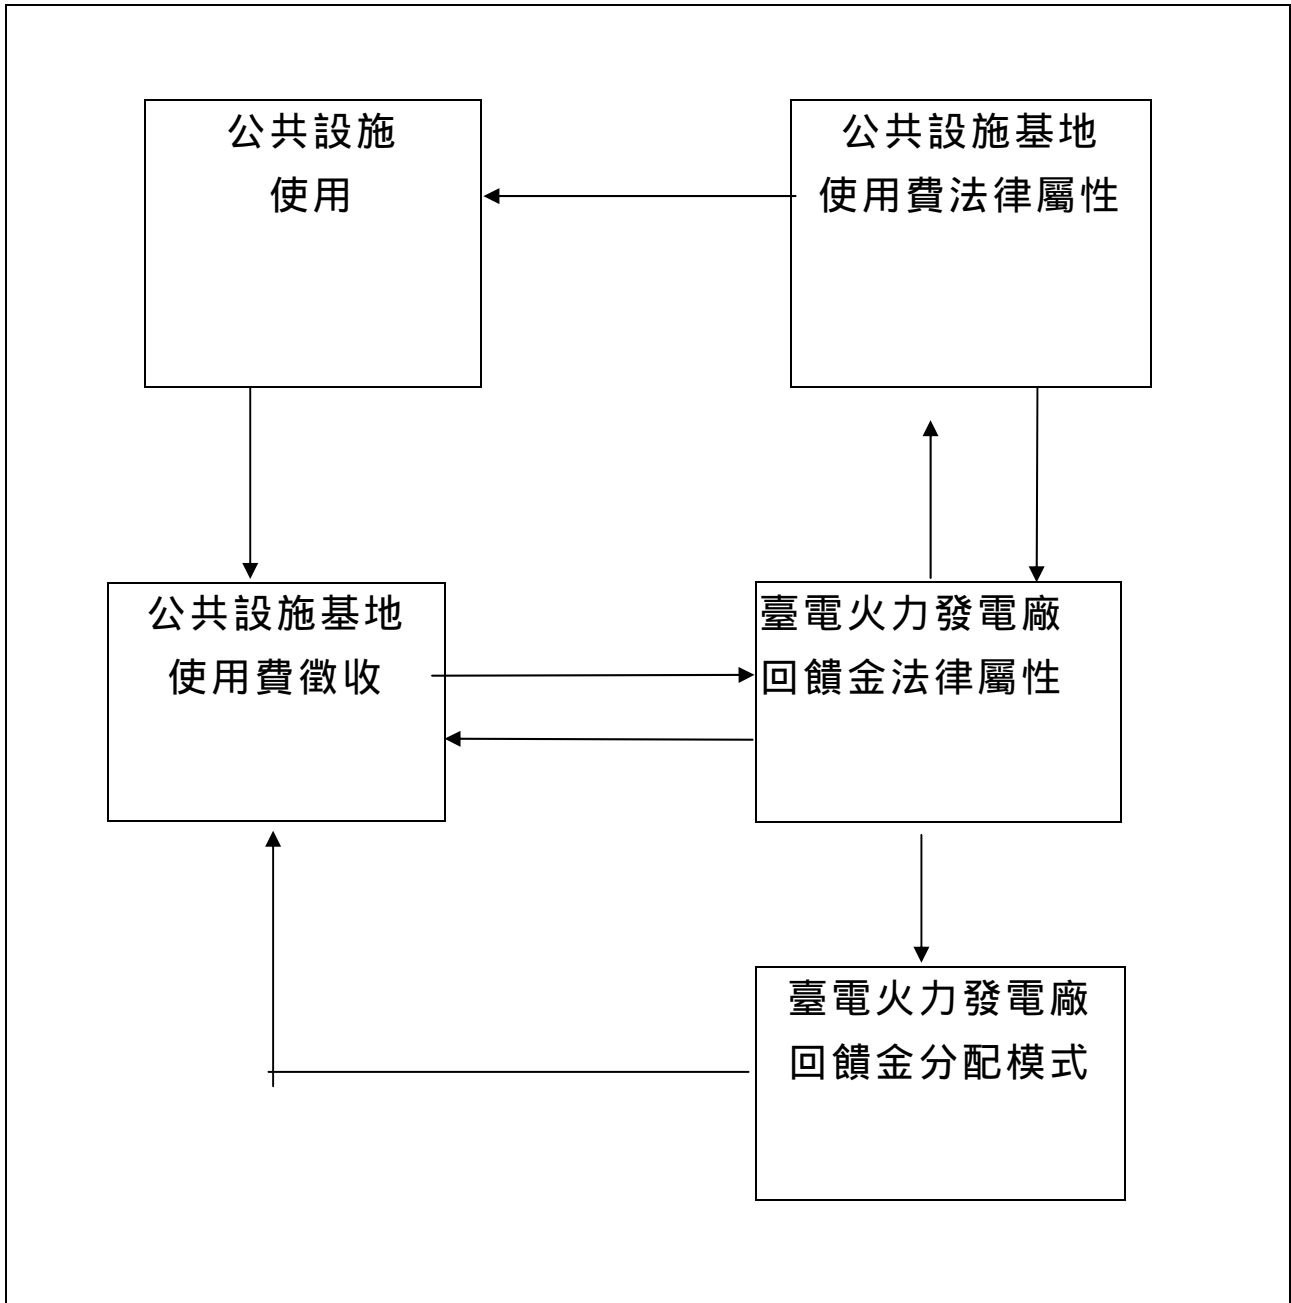 公共設施
使用
公共設施基地
使用費法律屬性
公共設施基地
使用費徵收
臺電火力發電廠
回饋金法律屬性
臺電火力發電廠
回饋金分配模式